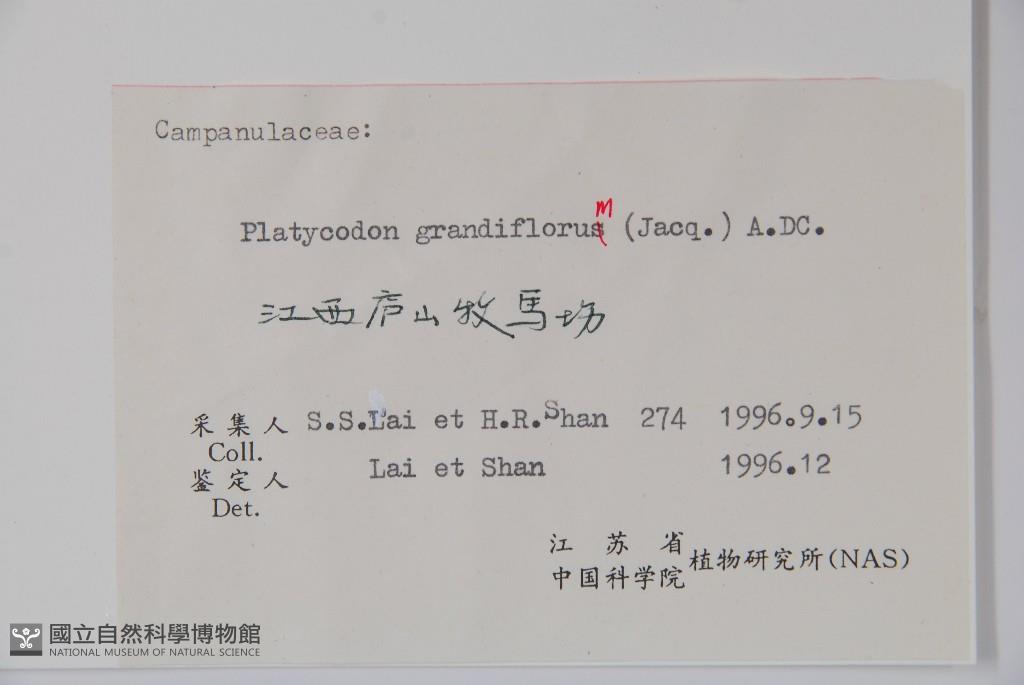 Campanulaceae:
m
Platycodon grandiflorus (Jacq.) A.DC.
江西庐山牧馬场
采集人 S.S.Lai et H.R.Shan 274 1996.9.15
Coll.
鉴定人 Lai et Shan 1996.12
Det.
江苏省
中国科学院 植物研究所(NAS)
國立自然科學博物館
NATIONAL MUSEUM OF NATURAL SCIENCE